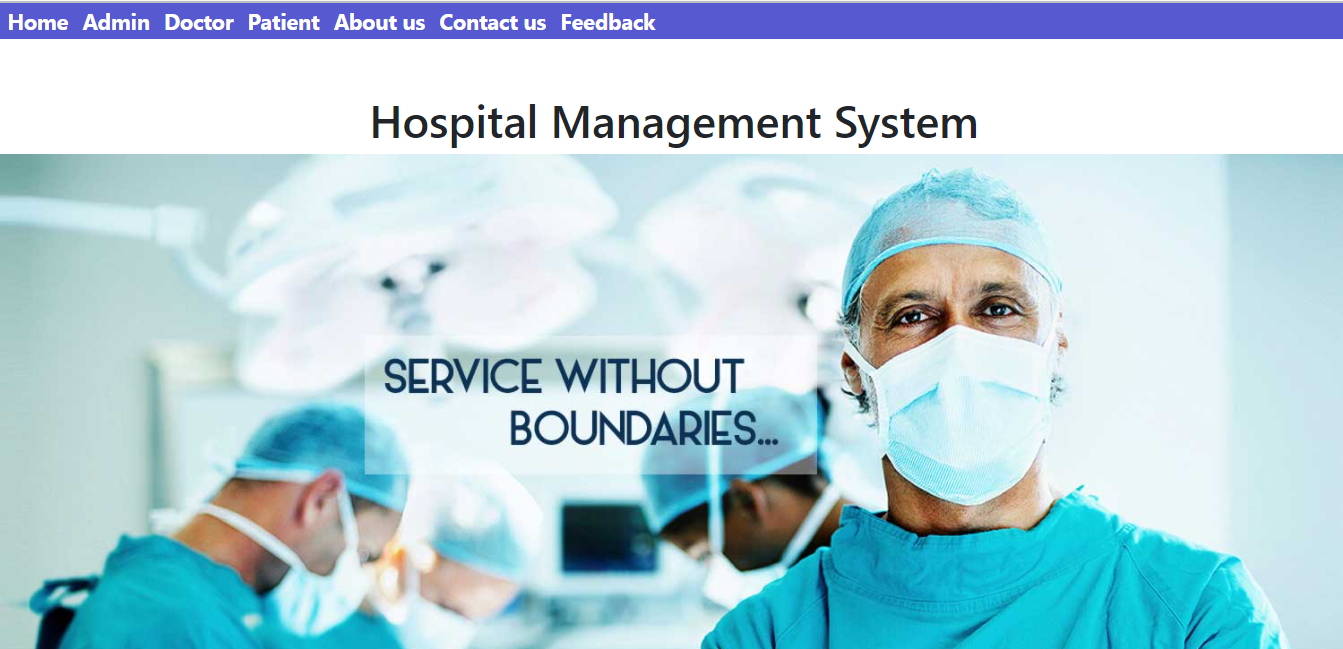 Home Admin Doctor Patient About us Contact us Feedback
Hospital Management System
SERVICE WITHOUT
BOUNDARIES...